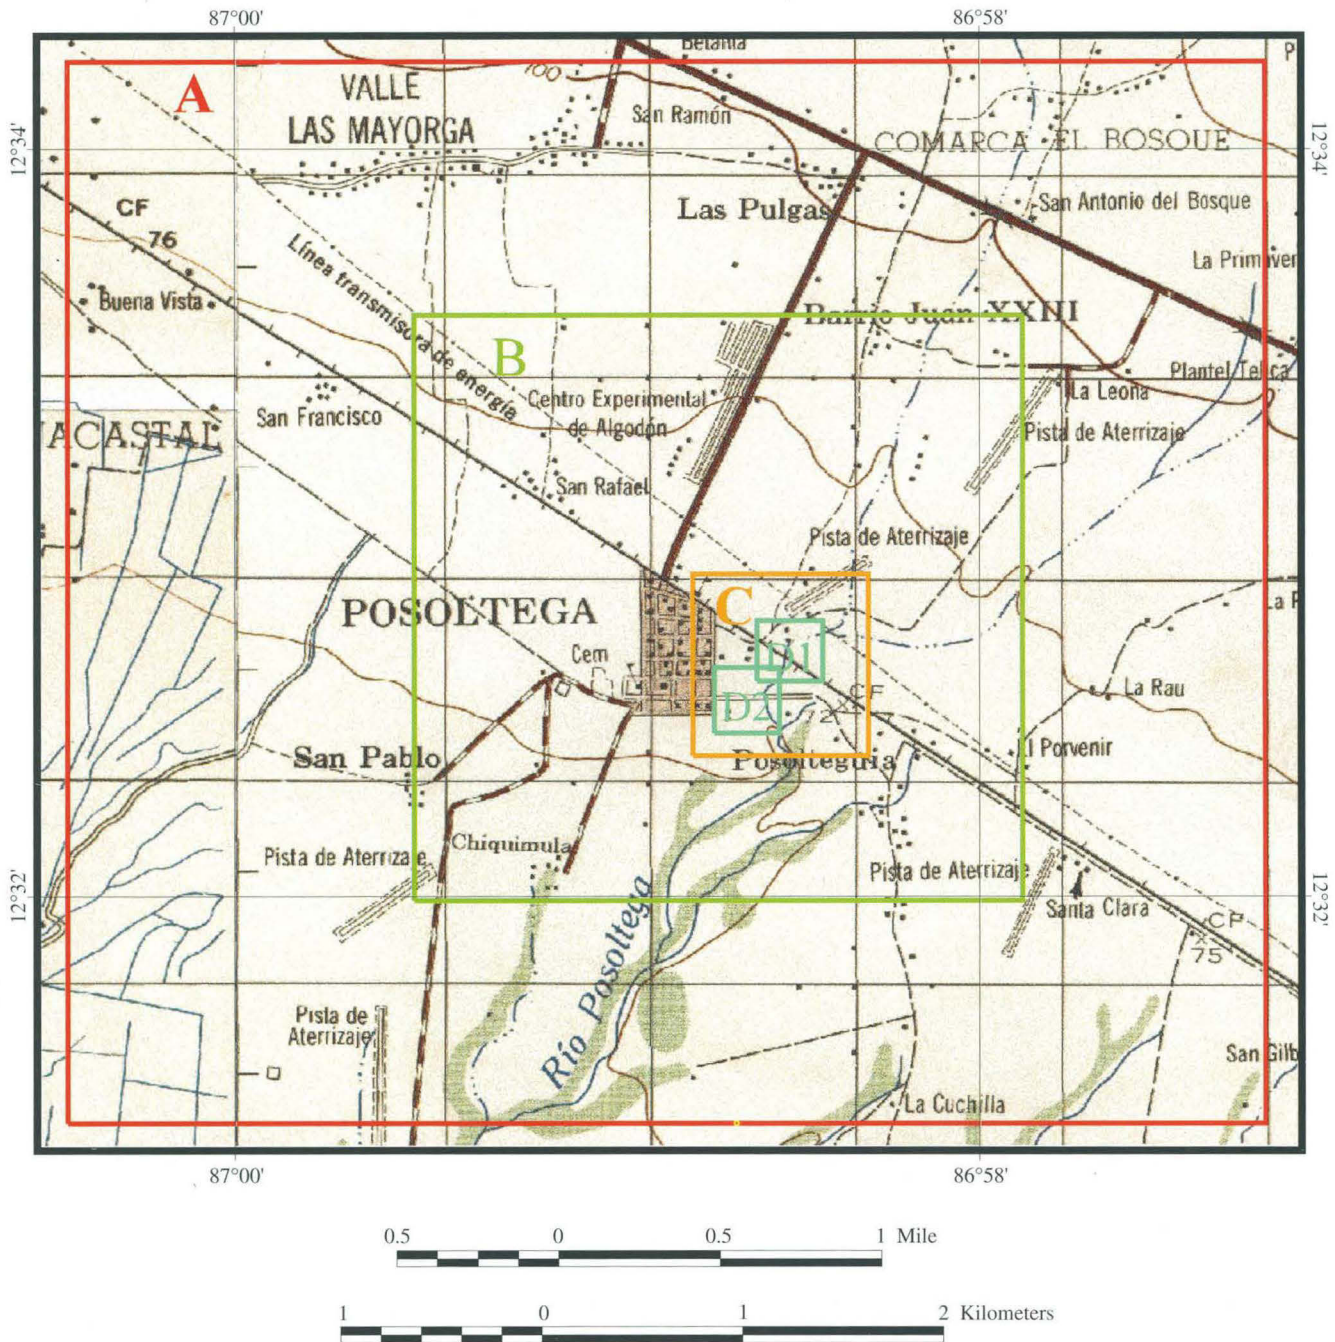 87°00'
86°58'
Betania
A
VALLE
LAS MAYORGA
100
San Ramón
COMARCA EL BOSQUE
12°34'
12°34'
CF
76
Las Pulgas
San Antonio del Bosque
La Primaver
Buena Vista
Línea transmisora de energía
Barrio Juan XXIII
B
Plantel Telica
La Leona
Centro Experimental
de Algodón
San Francisco
ACASTAL
Pista de Aterrizaje
San Rafael
Pista de Aterrizaje
C
POSOLTEGA
Cem
D1
D2
CF
La Rau
San Pablo
Posolteguía
El Porvenir
Chiquimula
Pista de Aterrizaje
Pista de Aterrizaje
12°32'
12°32'
Santa Clara
CF
75
Río Posoltega
Pista de
Aterrizaje
San Gilb
La Cuchilla
87°00'
86°58'
0.5 0 0.5 1 Mile
1 0 1 2 Kilometers